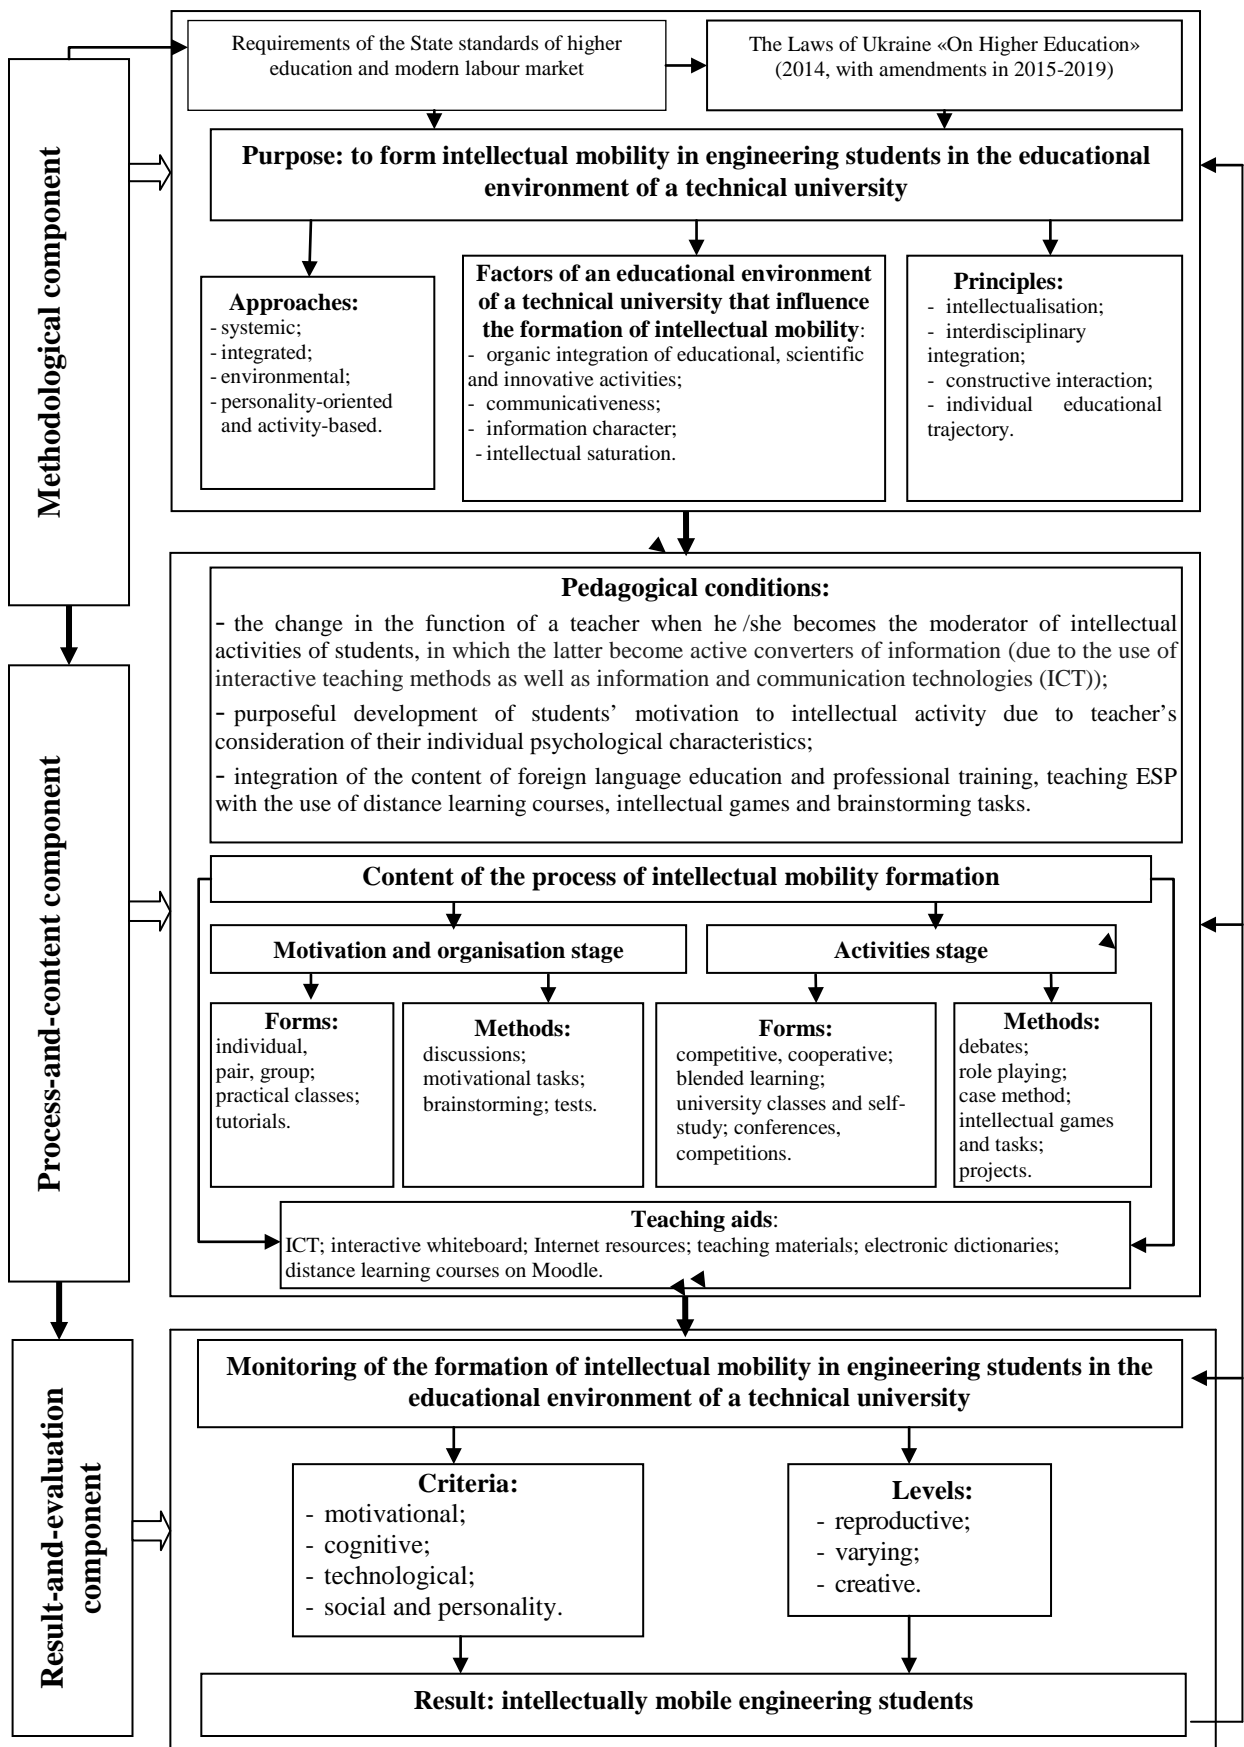 Methodological component
Requirements of the State standards of higher
education and modern labour market
The Laws of Ukraine «On Higher Education»
(2014, with amendments in 2015-2019)
Purpose: to form intellectual mobility in engineering students in the educational
environment of a technical university
Approaches:
- systemic;
- integrated;
- environmental;
- personality-oriented
and activity-based.
Factors of an educational environment
of a technical university that influence
the formation of intellectual mobility:
- organic integration of educational, scientific
and innovative activities;
- communicativeness;
- information character;
- intellectual saturation.
Principles:
- intellectualisation;
- interdisciplinary
integration;
- constructive interaction;
- individual educational
trajectory.
Process-and-content component
Pedagogical conditions:
- the change in the function of a teacher when he /she becomes the moderator of intellectual
activities of students, in which the latter become active converters of information (due to the use of
interactive teaching methods as well as information and communication technologies (ICT));
- purposeful development of students’ motivation to intellectual activity due to teacher’s
consideration of their individual psychological characteristics;
- integration of the content of foreign language education and professional training, teaching ESP
with the use of distance learning courses, intellectual games and brainstorming tasks.
Content of the process of intellectual mobility formation
Motivation and organisation stage
Activities stage
Forms:
individual,
pair, group;
practical classes;
tutorials.
Methods:
discussions;
motivational tasks;
brainstorming; tests.
Forms:
competitive, cooperative;
blended learning;
university classes and self-
study; conferences,
competitions.
Methods:
debates;
role playing;
case method;
intellectual games
and tasks;
projects.
Teaching aids:
ICT; interactive whiteboard; Internet resources; teaching materials; electronic dictionaries;
distance learning courses on Moodle.
Result-and-evaluation
component
Monitoring of the formation of intellectual mobility in engineering students in the
educational environment of a technical university
Criteria:
- motivational;
- cognitive;
- technological;
- social and personality.
Levels:
- reproductive;
- varying;
- creative.
Result: intellectually mobile engineering students